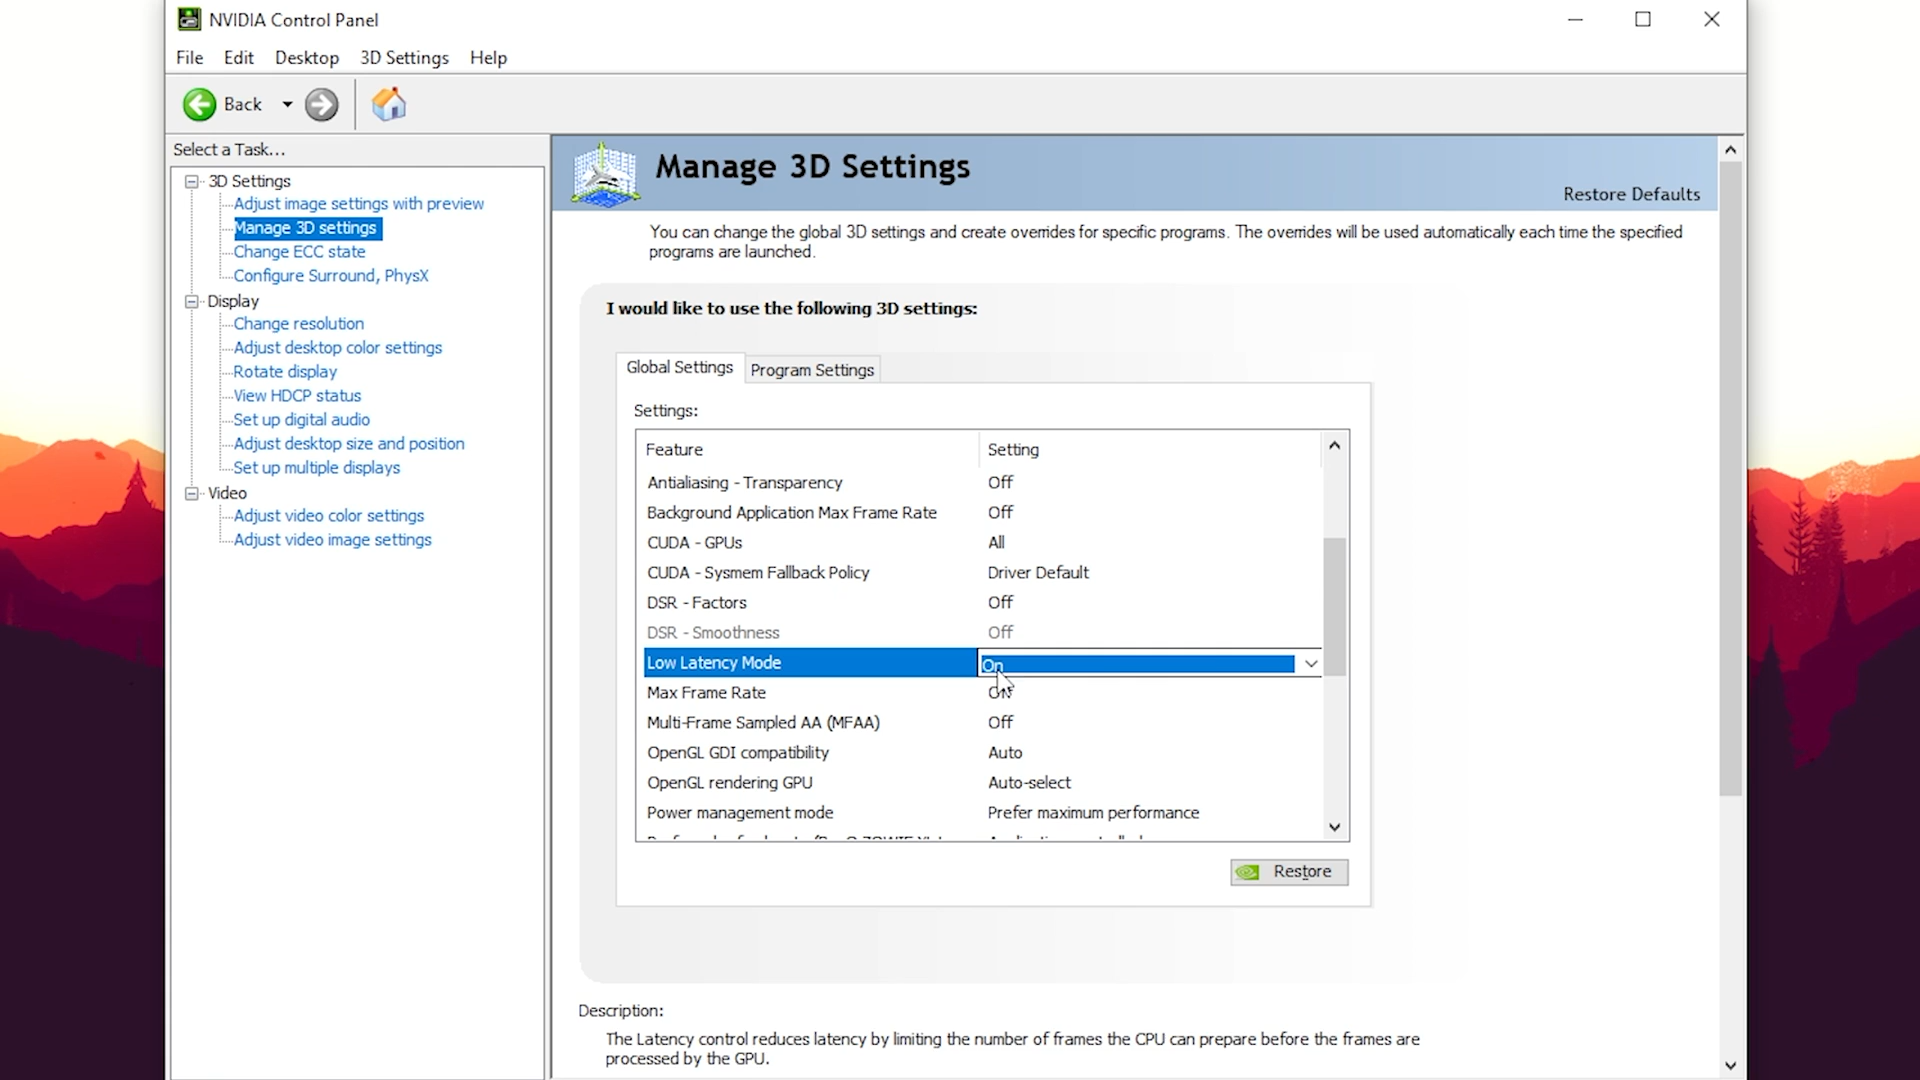 NVIDIA Control Panel
File Edit Desktop 3D Settings Help
Back
Select a Task...
3D Settings
Adjust image settings with preview
Manage 3D settings
Change ECC state
Configure Surround, PhysX
Display
Change resolution
Adjust desktop color settings
Rotate display
View HDCP status
Set up digital audio
Adjust desktop size and position
Set up multiple displays
Video
Adjust video color settings
Adjust video image settings
Manage 3D Settings
Restore Defaults
You can change the global 3D settings and create overrides for specific programs. The overrides will be used automatically each time the specified
programs are launched.
I would like to use the following 3D settings:
Global Settings Program Settings
Settings:
Feature Setting
Antialiasing - Transparency Off
Background Application Max Frame Rate Off
CUDA - GPUs All
CUDA - Sysmem Fallback Policy Driver Default
DSR - Factors Off
DSR - Smoothness Off
Low Latency Mode On
Max Frame Rate
Multi-Frame Sampled AA (MFAA) Off
OpenGL GDI compatibility Auto
OpenGL rendering GPU Auto-select
Power management mode Prefer maximum performance
Restore
Description:
The Latency control reduces latency by limiting the number of frames the CPU can prepare before the frames are
processed by the GPU.